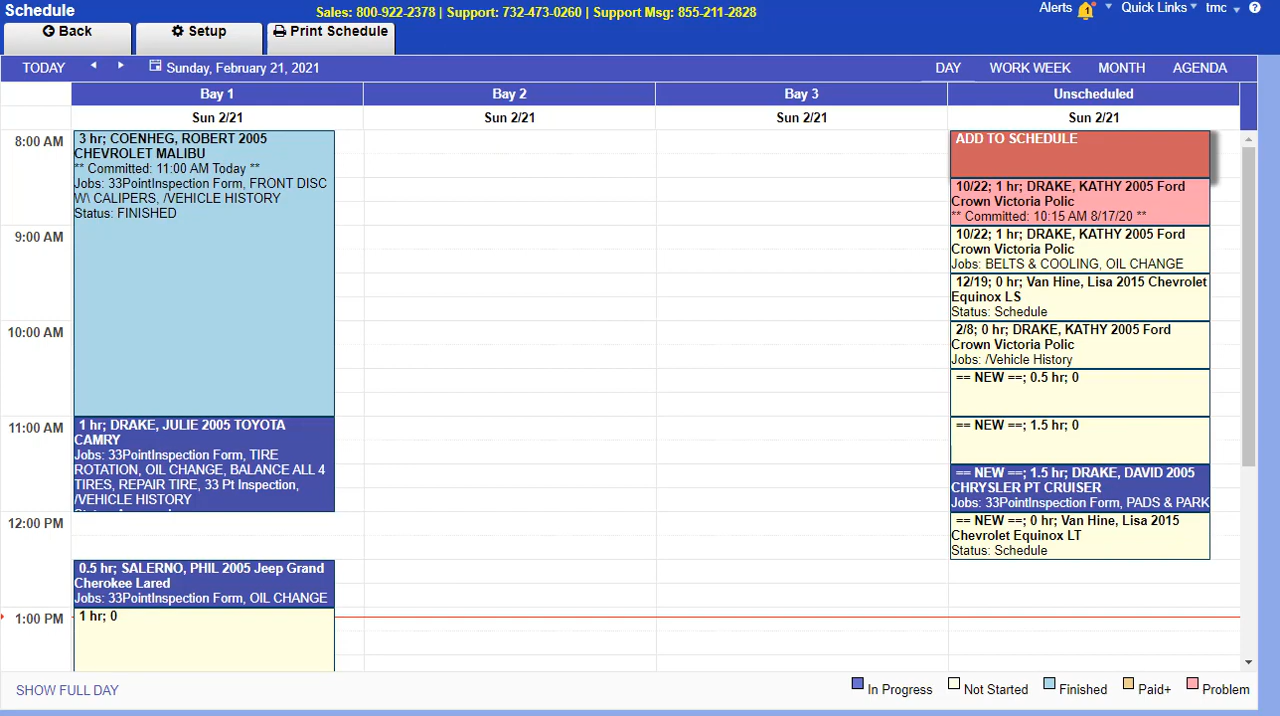 Schedule
Sales: 800-922-2378 | Support: 732-473-0260 | Support Msg: 855-211-2828
Alerts 1 Quick Links tmc ?
Back Setup Print Schedule
TODAY Sunday, February 21, 2021 DAY WORK WEEK MONTH AGENDA
Bay 1 Bay 2 Bay 3 Unscheduled
Sun 2/21 Sun 2/21 Sun 2/21 Sun 2/21
8:00 AM
9:00 AM
10:00 AM
11:00 AM
12:00 PM
1:00 PM
3 hr; COENHEG, ROBERT 2005
CHEVROLET MALIBU
** Committed: 11:00 AM Today **
Jobs: 33PointInspection Form, FRONT DISC
W\ CALIPERS, /VEHICLE HISTORY
Status: FINISHED
1 hr; DRAKE, JULIE 2005 TOYOTA
CAMRY
Jobs: 33PointInspection Form, TIRE
ROTATION, OIL CHANGE, BALANCE ALL 4
TIRES, REPAIR TIRE, 33 Pt Inspection,
/VEHICLE HISTORY
0.5 hr; SALERNO, PHIL 2005 Jeep Grand
Cherokee Lared
Jobs: 33PointInspection Form, OIL CHANGE
1 hr; 0
ADD TO SCHEDULE
10/22; 1 hr; DRAKE, KATHY 2005 Ford
Crown Victoria Polic
** Committed: 10:15 AM 8/17/20 **
10/22; 1 hr; DRAKE, KATHY 2005 Ford
Crown Victoria Polic
Jobs: BELTS & COOLING, OIL CHANGE
12/19; 0 hr; Van Hine, Lisa 2015 Chevrolet
Equinox LS
Status: Schedule
2/8; 0 hr; DRAKE, KATHY 2005 Ford
Crown Victoria Polic
Jobs: /Vehicle History
== NEW ==; 0.5 hr; 0
== NEW ==; 1.5 hr; 0
== NEW ==; 1.5 hr; DRAKE, DAVID 2005
CHRYSLER PT CRUISER
Jobs: 33PointInspection Form, PADS & PARK
== NEW ==; 0 hr; Van Hine, Lisa 2015
Chevrolet Equinox LT
Status: Schedule
SHOW FULL DAY In Progress Not Started Finished Paid+ Problem